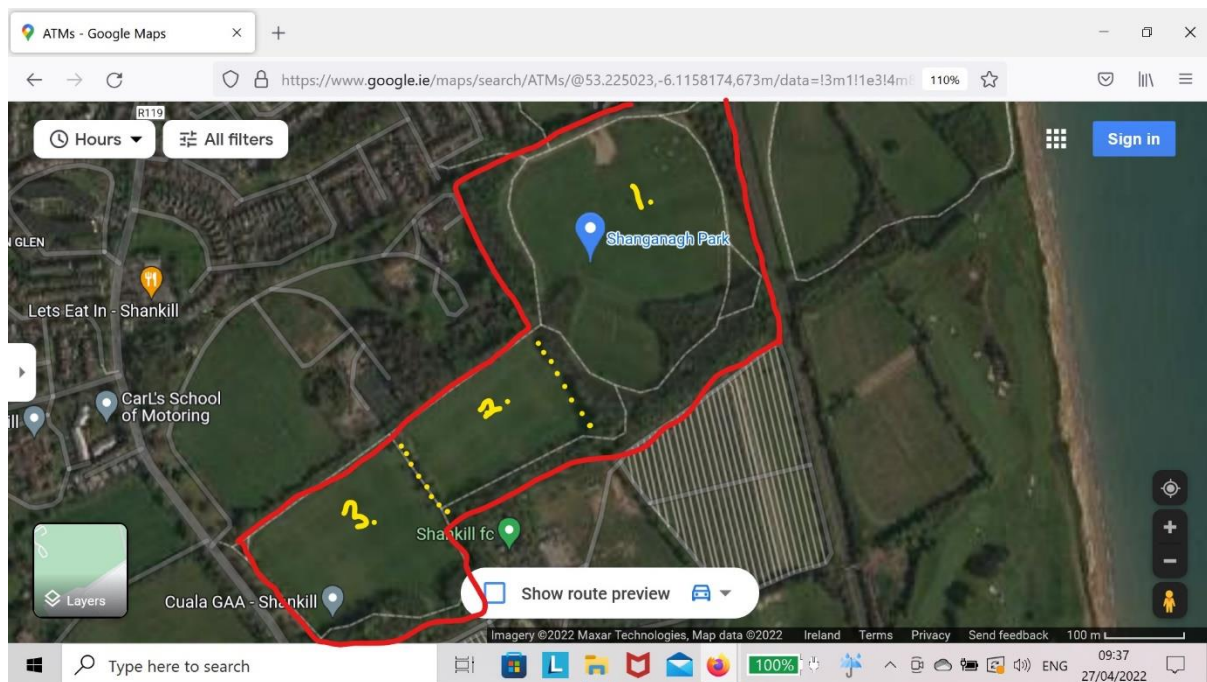 ATMs - Google Maps
https://www.google.ie/maps/search/ATMs/@53.225023,-6.1158174,673m/data=!3m1!1e3!4m
110%
R119
Hours
All filters
Sign in
1.
Shanganagh Park
N GLEN
Lets Eat In - Shankill
CarL's School
of Motoring
ill
2.
3.
Shankill fc
Cuala GAA - Shankill
Layers
Show route preview
Imagery ©2022 Maxar Technologies, Map data ©2022 Ireland Terms Privacy Send feedback 100 m
Type here to search
L
100%
ENG
09:37
27/04/2022